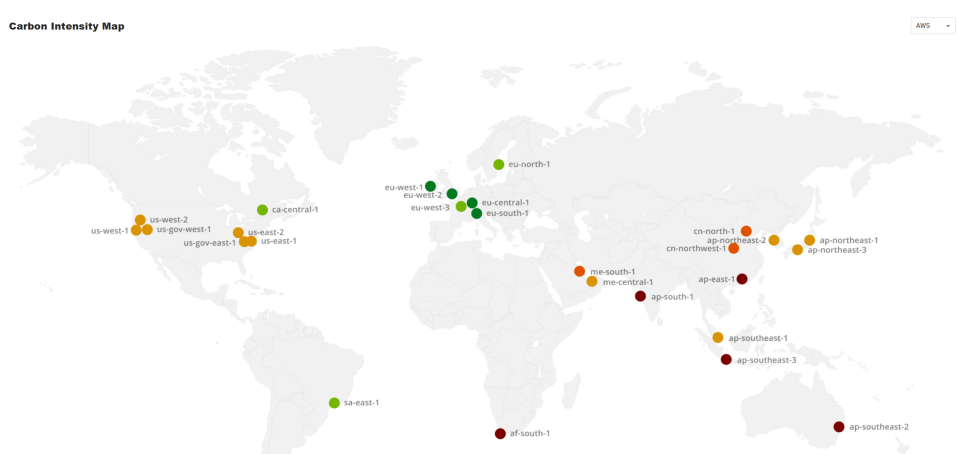 Carbon Intensity Map
AWS
eu-north-1
eu-west-1
eu-west-2
eu-central-1
eu-west-3
eu-south-1
ca-central-1
us-west-2
us-west-1
us-gov-west-1
us-east-2
us-gov-east-1
us-east-1
cn-north-1
ap-northeast-2
ap-northeast-1
cn-northwest-1
ap-northeast-3
me-south-1
me-central-1
ap-east-1
ap-south-1
ap-southeast-1
ap-southeast-3
sa-east-1
af-south-1
ap-southeast-2